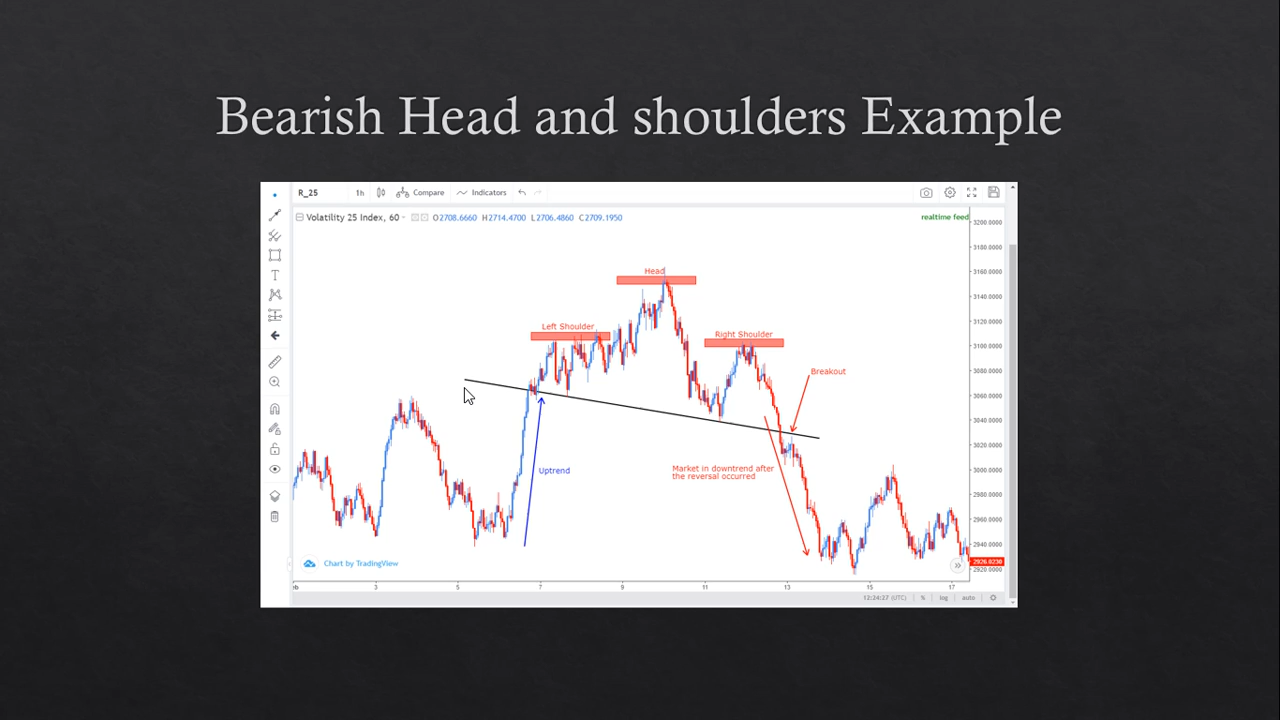 Bearish Head and shoulders Example
R_25 1h Compare Indicators
Volatility 25 Index, 60 O2708.6660 H2714.4700 L2706.4860 C2709.1950
realtime feed
3200.0000
3180.0000
Head
3160.0000
3140.0000
Left Shoulder
3120.0000
Right Shoulder
3100.0000
Breakout
3080.0000
3060.0000
3040.0000
3020.0000
Uptrend
Market in downtrend after
the reversal occurred
3000.0000
2980.0000
2960.0000
2940.0000
Chart by TradingView
2926.0230
2920.0000
3 5 7 9 11 13 15 17
12:24:27 (UTC) % log auto